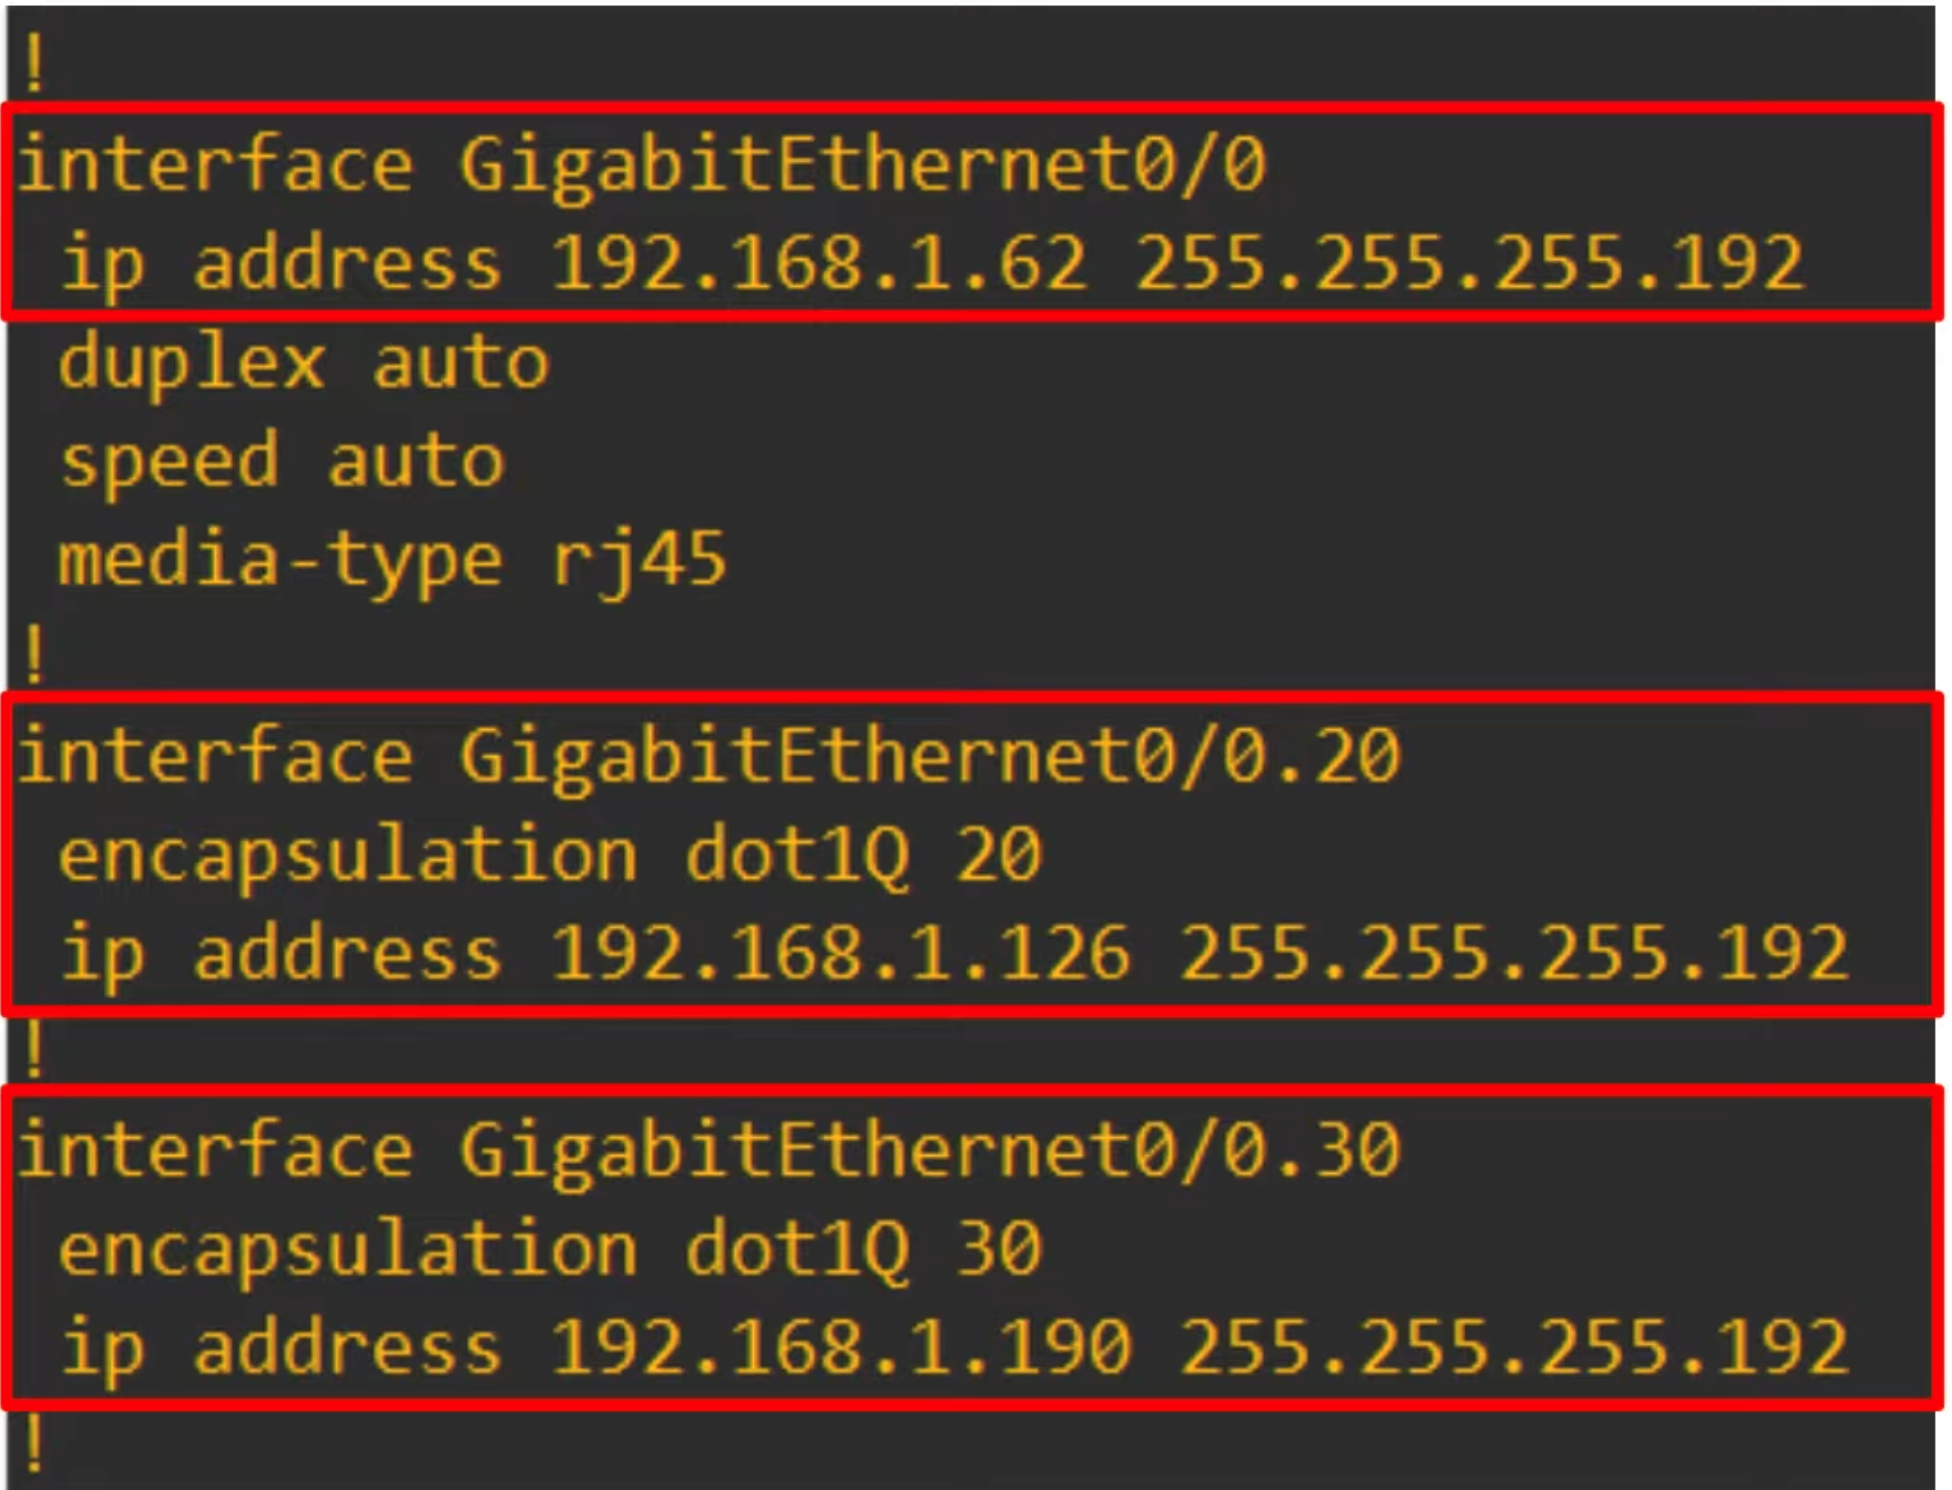 !
interface GigabitEthernet0/0
ip address 192.168.1.62 255.255.255.192
duplex auto
speed auto
media-type rj45
!
interface GigabitEthernet0/0.20
encapsulation dot1Q 20
ip address 192.168.1.126 255.255.255.192
!
interface GigabitEthernet0/0.30
encapsulation dot1Q 30
ip address 192.168.1.190 255.255.255.192
!